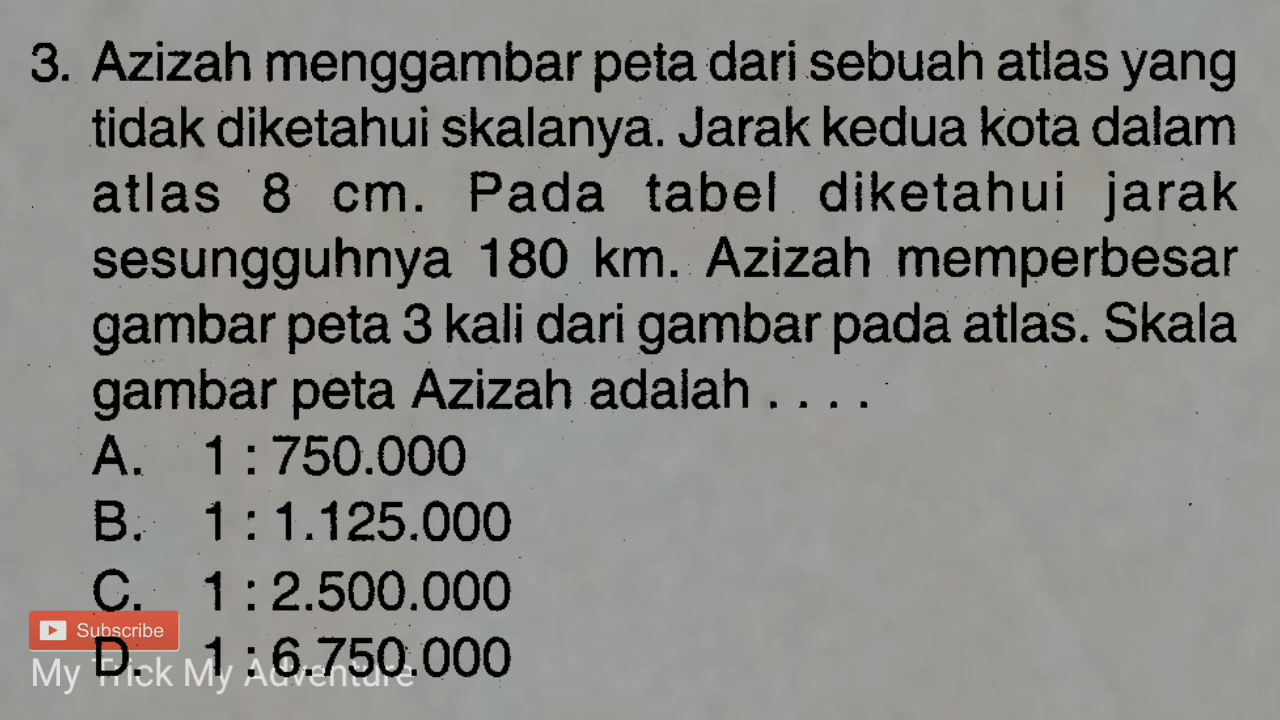 3. Azizah menggambar peta dari sebuah atlas yang
tidak diketahui skalanya. Jarak kedua kota dalam
atlas 8 cm. Pada tabel diketahui jarak
sesungguhnya 180 km. Azizah memperbesar
gambar peta 3 kali dari gambar pada atlas. Skala
gambar peta Azizah adalah . . . .
A. 1 : 750.000
B. 1 : 1.125.000
C. 1 : 2.500.000
Subscribe
D. 1 : 6.750.000
My Trick My Adventure